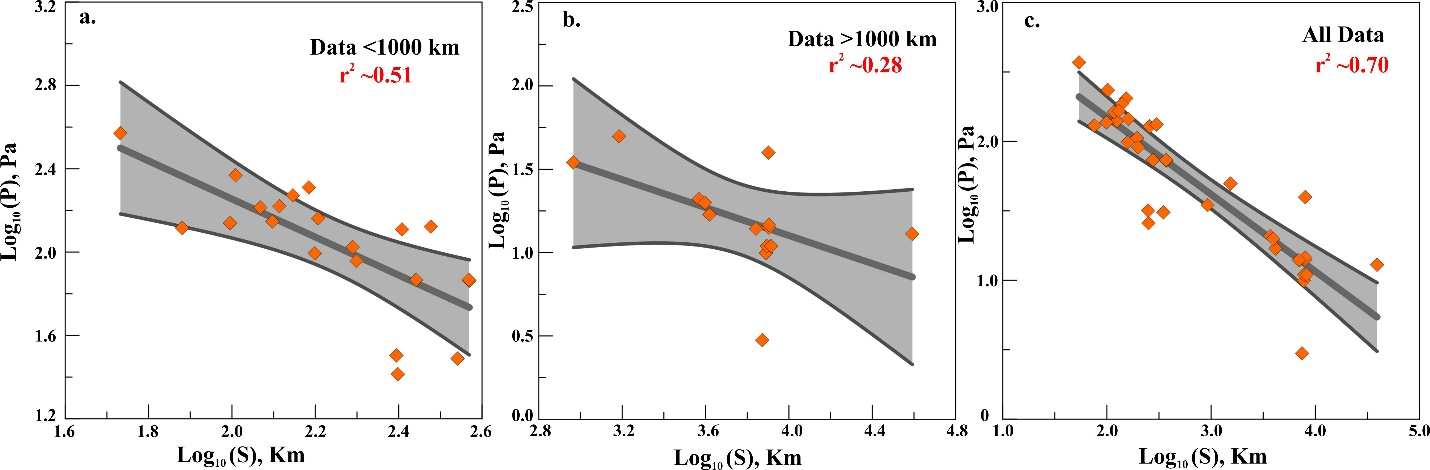 a.
Data <1000 km
r² ~0.51
3.2
2.8
2.4
2.0
1.6
1.2
Log₁₀ (P), Pa
1.6
1.8
2.0
2.2
2.4
2.6
Log₁₀ (S), Km
b.
Data >1000 km
r² ~0.28
2.5
2.0
1.5
1.0
0.5
0.0
Log₁₀ (P), Pa
2.8
3.2
3.6
4.0
4.4
4.8
Log₁₀ (S), Km
c.
All Data
r² ~0.70
3.0
2.0
1.0
0
Log₁₀ (P), Pa
1.0
2.0
3.0
4.0
5.0
Log₁₀ (S), Km